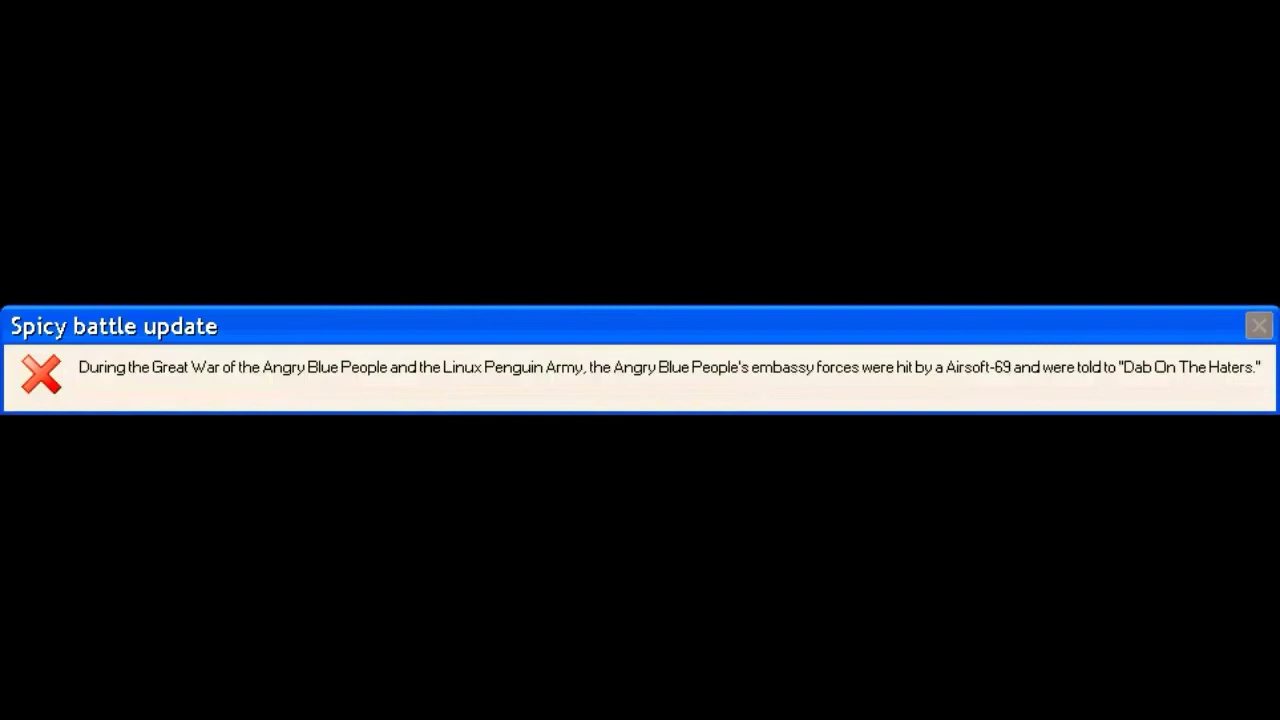 Spicy battle update
During the Great War of the Angry Blue People and the Linux Penguin Army, the Angry Blue People's embassy forces were hit by a Airsoft-69 and were told to "Dab On The Haters."